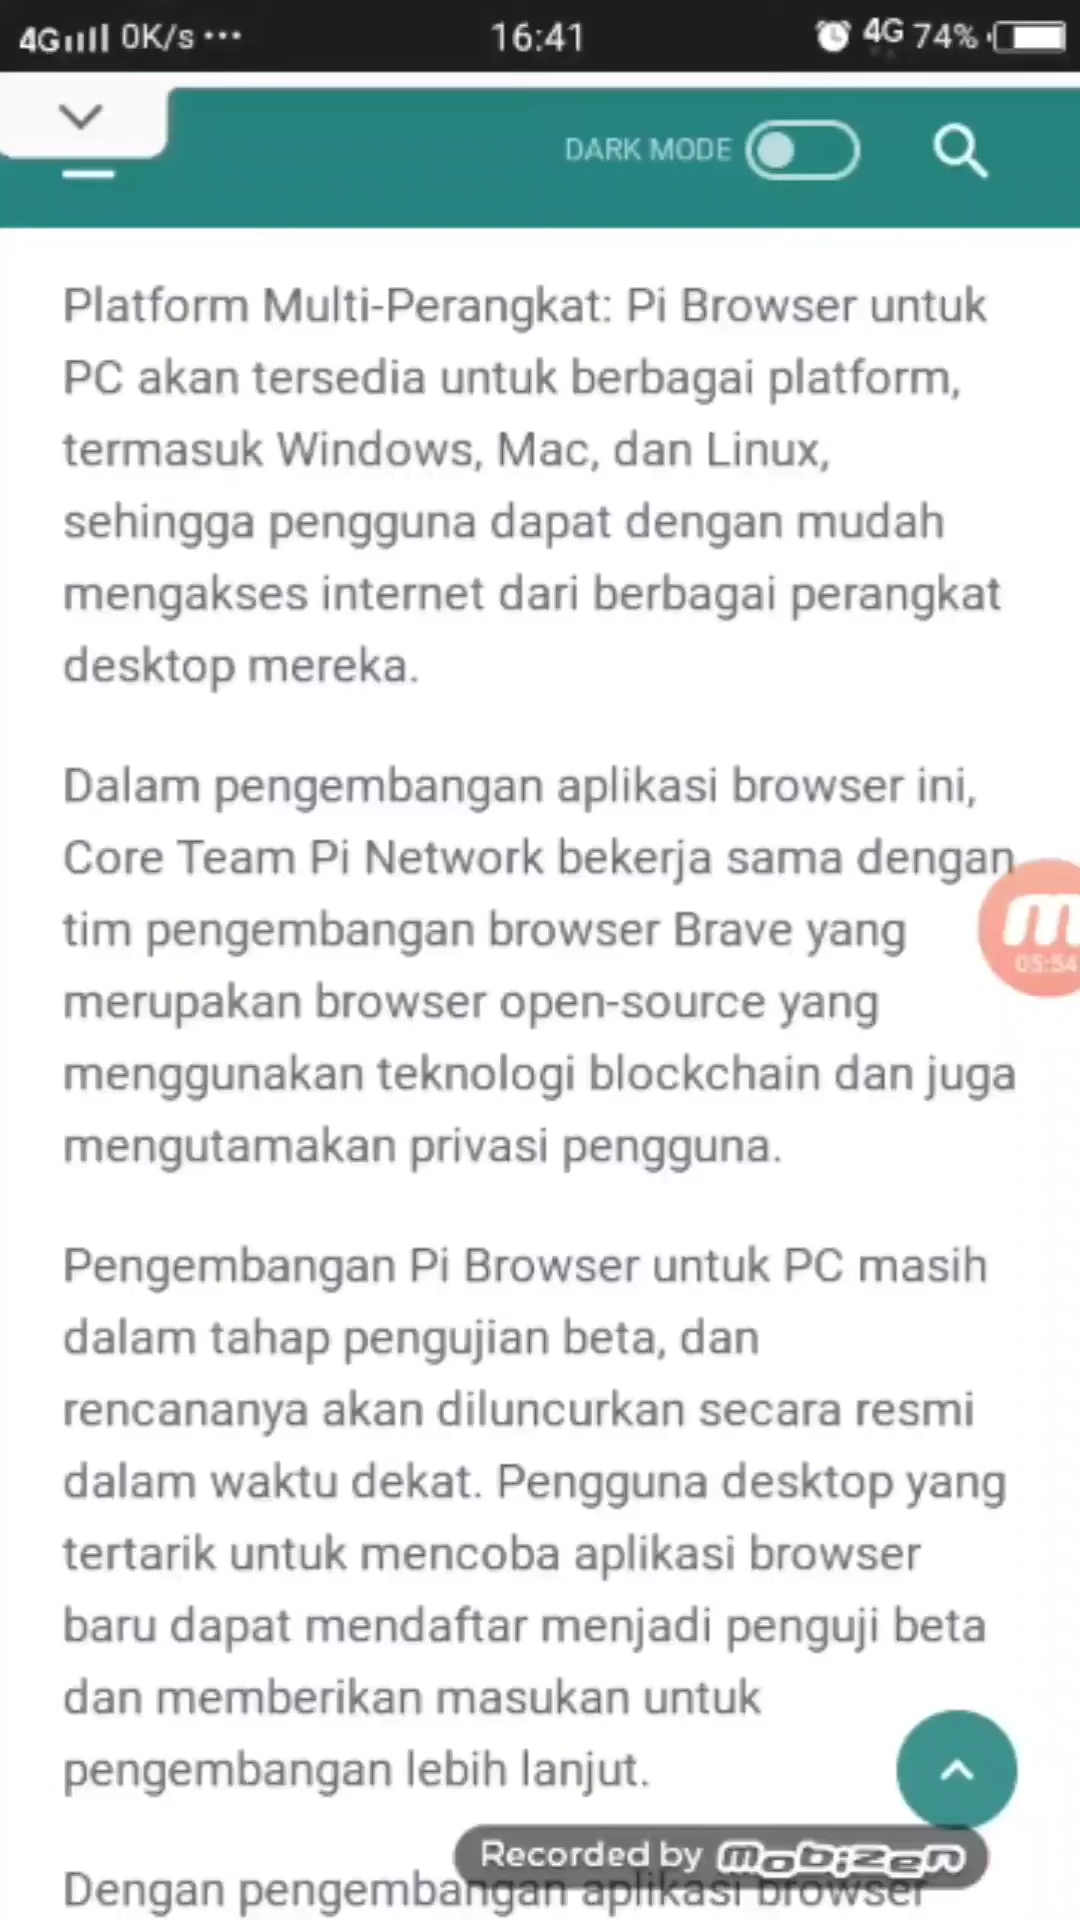 4G 0K/s ... 16:41 4G 74%
DARK MODE
Platform Multi-Perangkat: Pi Browser untuk
PC akan tersedia untuk berbagai platform,
termasuk Windows, Mac, dan Linux,
sehingga pengguna dapat dengan mudah
mengakses internet dari berbagai perangkat
desktop mereka.
Dalam pengembangan aplikasi browser ini,
Core Team Pi Network bekerja sama dengan
tim pengembangan browser Brave yang
m
05:54
merupakan browser open-source yang
menggunakan teknologi blockchain dan juga
mengutamakan privasi pengguna.
Pengembangan Pi Browser untuk PC masih
dalam tahap pengujian beta, dan
rencananya akan diluncurkan secara resmi
dalam waktu dekat. Pengguna desktop yang
tertarik untuk mencoba aplikasi browser
baru dapat mendaftar menjadi penguji beta
dan memberikan masukan untuk
pengembangan lebih lanjut.
Recorded by mobizen
Dengan pengembangan aplikasi browser